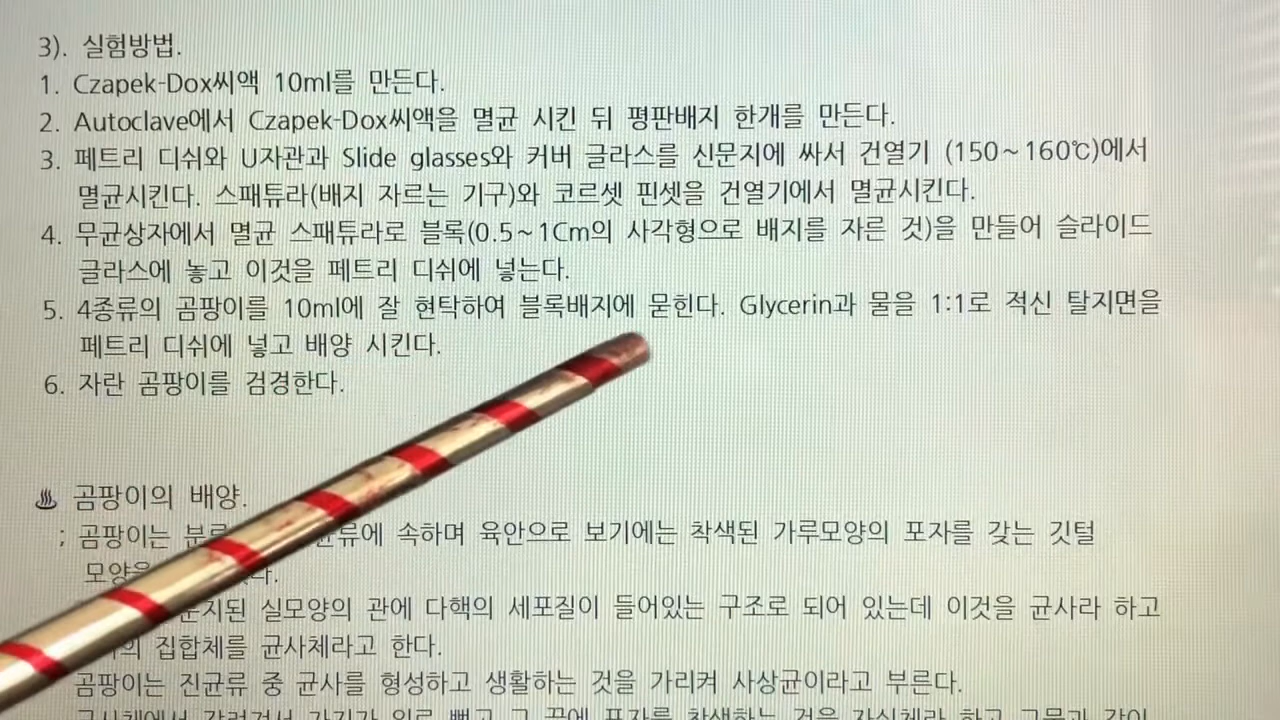 3). 실험방법.
1. Czapek-Dox씨액 10ml를 만든다.
2. Autoclave에서 Czapek-Dox씨액을 멸균 시킨 뒤 평판배지 한개를 만든다.
3. 페트리 디쉬와 U자관과 Slide glasses와 커버 글라스를 신문지에 싸서 건열기 (150~160℃)에서
멸균시킨다. 스패튜라(배지 자르는 기구)와 코르셋 핀셋을 건열기에서 멸균시킨다.
4. 무균상자에서 멸균 스패튜라로 블록(0.5~1Cm의 사각형으로 배지를 자른 것)을 만들어 슬라이드
글라스에 놓고 이것을 페트리 디쉬에 넣는다.
5. 4종류의 곰팡이를 10ml에 잘 현탁하여 블록배지에 묻힌다. Glycerin과 물을 1:1로 적신 탈지면을
페트리 디쉬에 넣고 배양 시킨다.
6. 자란 곰팡이를 검경한다.
♨ 곰팡이의 배양.
; 곰팡이는 속하며 육안으로 보기에는 착색된 가루모양의 포자를 갖는 깃털
실모양의 관에 다핵의 세포질이 들어있는 구조로 되어 있는데 이것을 균사라 하고
집합체를 균사체라고 한다.
곰팡이는 진균류 중 균사를 형성하고 생활하는 것을 가리켜 사상균이라고 부른다.